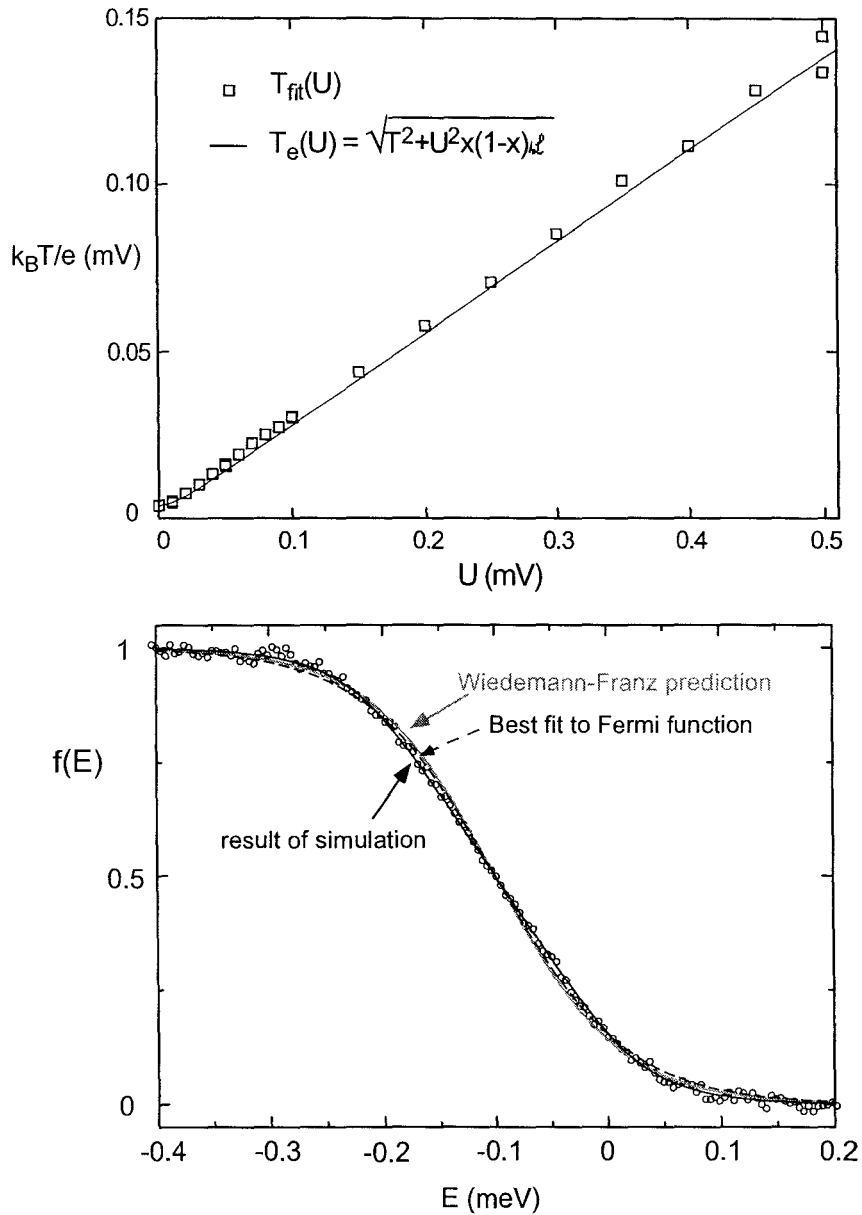 0.15
T_fit(U)
T_e(U) = √T²+U²x(1-x)
0.10
k_BT/e (mV)
0.05
0
0 0.1 0.2 0.3 0.4 0.5
U (mV)
1
Wiedemann-Franz prediction
Best fit to Fermi function
f(E)
result of simulation
0.5
0
-0.4 -0.3 -0.2 -0.1 0 0.1 0.2
E (meV)